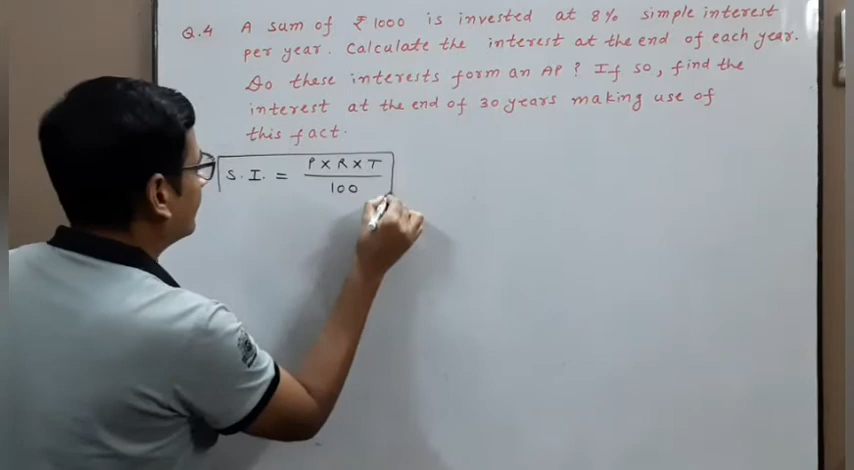 Q.4 A sum of ₹1000 is invested at 8% simple interest
per year. Calculate the interest at the end of each year.
Do these interests form an AP? If so, find the
interest at the end of 30 years making use of
this fact.
S.I. = P×R×T
100